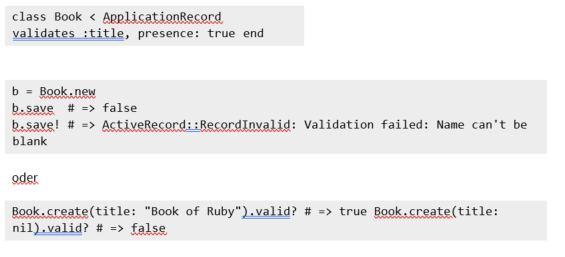 class Book < ApplicationRecord
validates :title, presence: true end
b = Book.new
b.save # => false
b.save! # => ActiveRecord::RecordInvalid: Validation failed: Name can't be
blank
oder
Book.create(title: "Book of Ruby").valid? # => true Book.create(title:
nil).valid? # => false